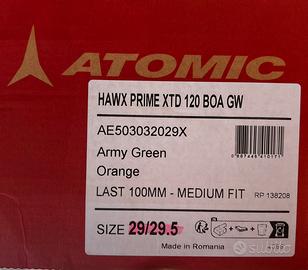 ATOMIC
HAWX PRIME XTD 120 BOA GW
AE503032029X
Army Green
Orange
LAST 100MM - MEDIUM FIT
RP 138208
SIZE 29/29.5
Made in Romania
subito